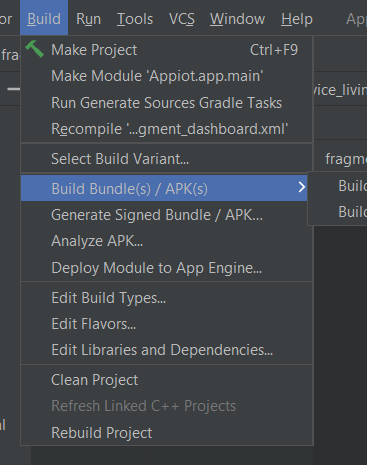 or Build Run Tools VCS Window Help Ap
fra
Make Project Ctrl+F9
Make Module 'Appiot.app.main'
vice_livin
Run Generate Sources Gradle Tasks
Recompile '...gment_dashboard.xml'
Select Build Variant...
fragme
Build Bundle(s) / APK(s)
Build
Generate Signed Bundle / APK...
Build
Analyze APK...
Deploy Module to App Engine...
Edit Build Types...
Edit Flavors...
Edit Libraries and Dependencies...
Clean Project
Refresh Linked C++ Projects
al
Rebuild Project